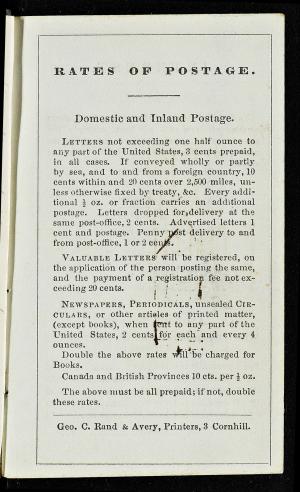 RATES OF POSTAGE.
Domestic and Inland Postage.
LETTERS not exceeding one half ounce to
any part of the United States, 3 cents prepaid,
in all cases. If conveyed wholly or partly
by sea, and to and from a foreign country, 10
cents within and 20 cents over 2,500 miles, un-
less otherwise fixed by treaty, &c. Every addi-
tional ½ oz. or fraction carries an additional
postage. Letters dropped for delivery at the
same post-office, 2 cents. Advertised letters 1
cent and postage. Penny post delivery to and
from post-office, 1 or 2 cents.
VALUABLE LETTERS will be registered, on
the application of the person posting the same,
and the payment of a registration fee not ex-
ceeding 20 cents.
NEWSPAPERS, PERIODICALS, unsealed CIR-
CULARS, or other articles of printed matter,
(except books), when sent to any part of the
United States, 2 cents for each and every 4
ounces.
Double the above rates will be charged for
Books.
Canada and British Provinces 10 cts. per ½ oz.
The above must be all prepaid; if not, double
these rates.
Geo. C. Rand & Avery, Printers, 3 Cornhill.